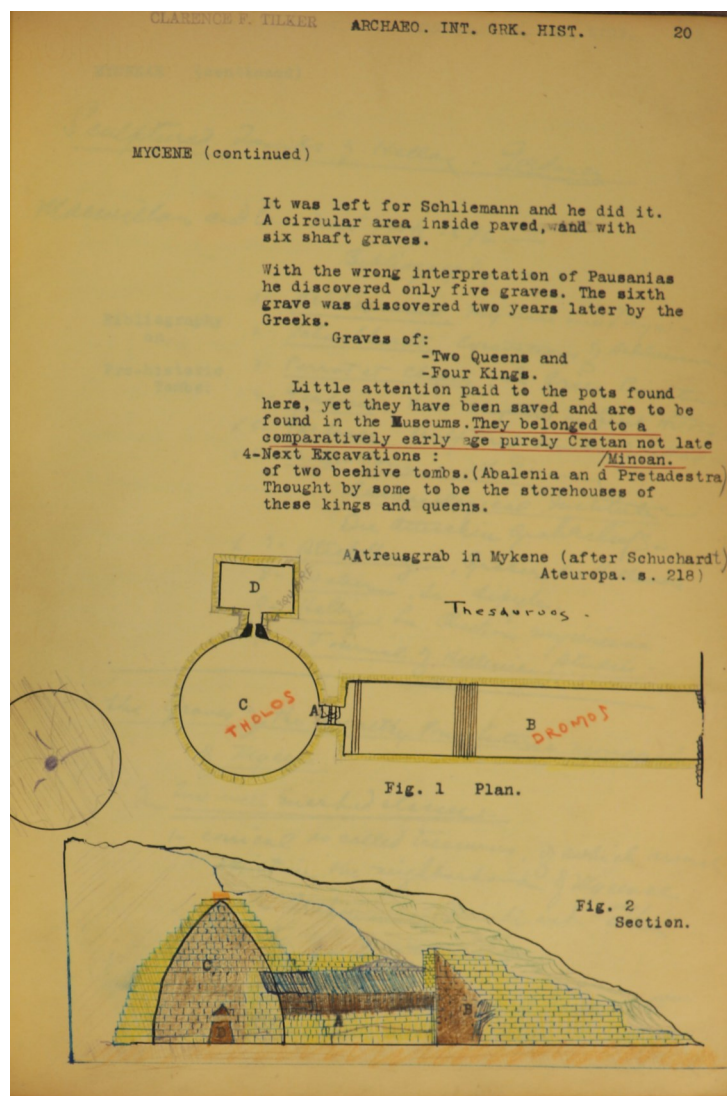 CLARENCE F. TILKER
ARCHAEO. INT. GRK. HIST. 20
MYCENE (continued)
It was left for Schliemann and he did it.
A circular area inside paved, and with
six shaft graves.
With the wrong interpretation of Pausanias
he discovered only five graves. The sixth
grave was discovered two years later by the
Greeks.
Graves of:
-Two Queens and
-Four Kings.
Little attention paid to the pots found
here, yet they have been saved and are to be
found in the Museums. They belonged to a
comparatively early age purely Cretan not late
4-Next Excavations : /Minoan.
of two beehive tombs.(Abalenia an d Pretadestra)
Thought by some to be the storehouses of
these kings and queens.
AAtreusgrab in Mykene (after Schuchardt)
Ateuropa. s. 218)
Thesauroos.
D
C
THOLOS
A
B
DROMOS
Fig. 1 Plan.
Fig. 2
Section.
C
A
B